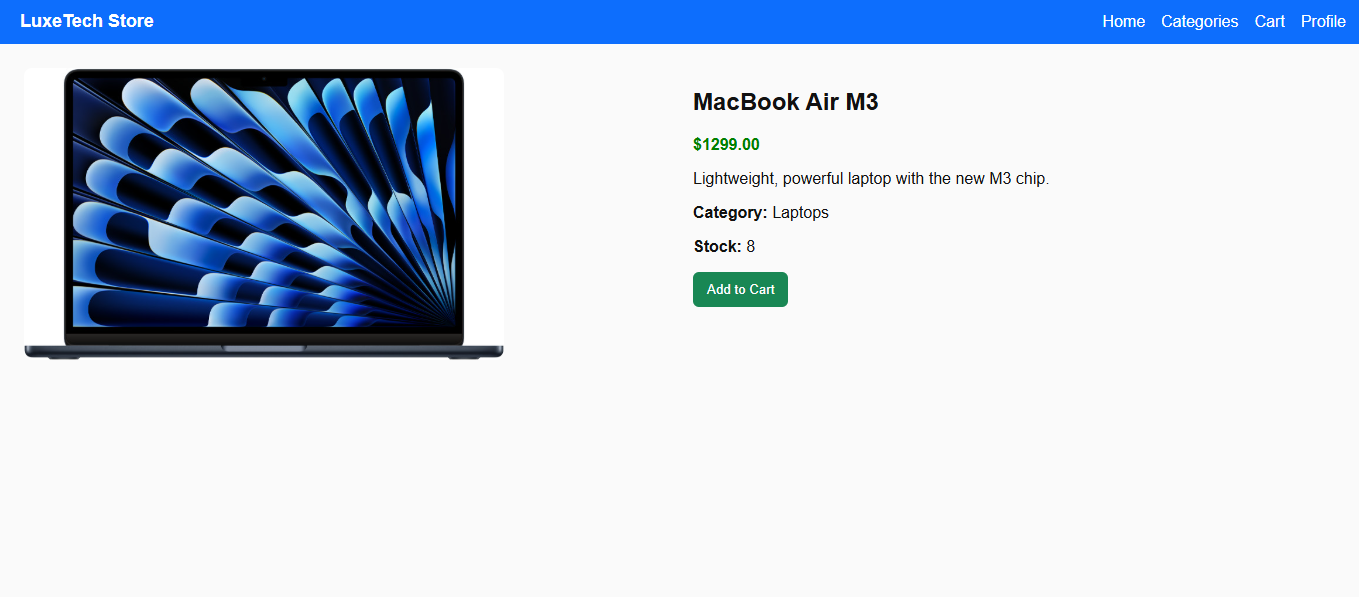 LuxeTech Store
Home Categories Cart Profile
MacBook Air M3
$1299.00
Lightweight, powerful laptop with the new M3 chip.
Category: Laptops
Stock: 8
Add to Cart